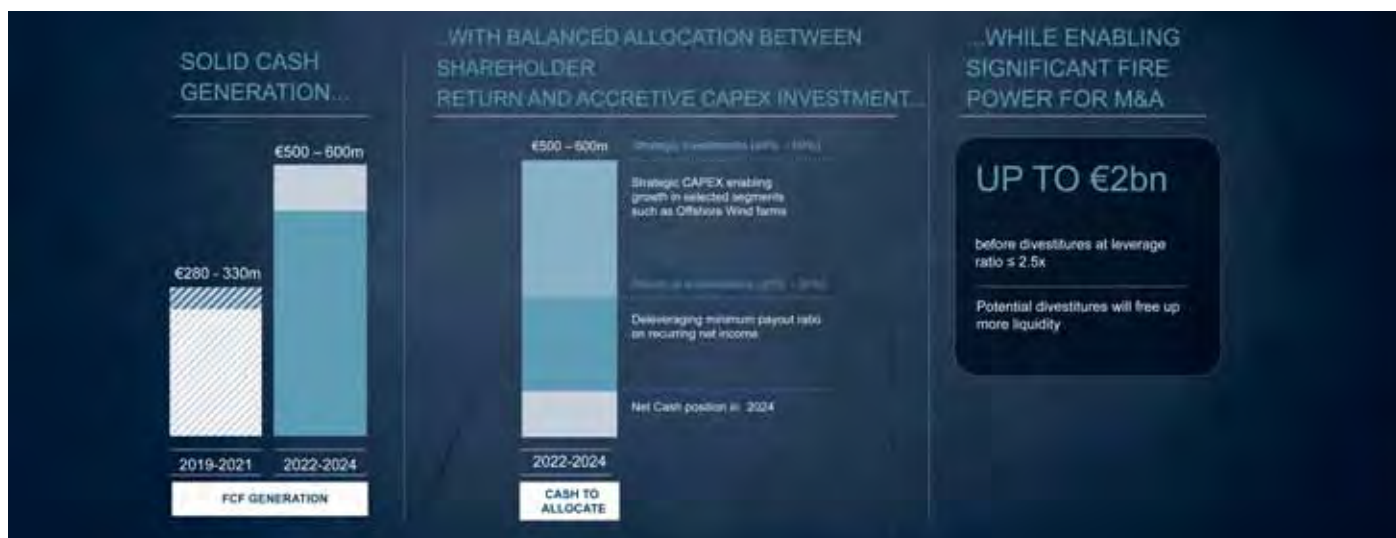 SOLID CASH
GENERATION...
€500 – 600m
€280 - 330m
2019-2021
2022-2024
FCF GENERATION
...WITH BALANCED ALLOCATION BETWEEN
SHAREHOLDER
RETURN AND ACCRETIVE CAPEX INVESTMENT...
€500 – 600m
Strategic CAPEX enabling
growth in selected segments
such as Offshore Wind farms
Deleveraging minimum payout ratio
on recurring net income
Net Cash position in 2024
2022-2024
CASH TO
ALLOCATE
...WHILE ENABLING
SIGNIFICANT FIRE
POWER FOR M&A
UP TO €2bn
before divestitures at leverage
ratio ≤ 2.5x
Potential divestitures will free up
more liquidity